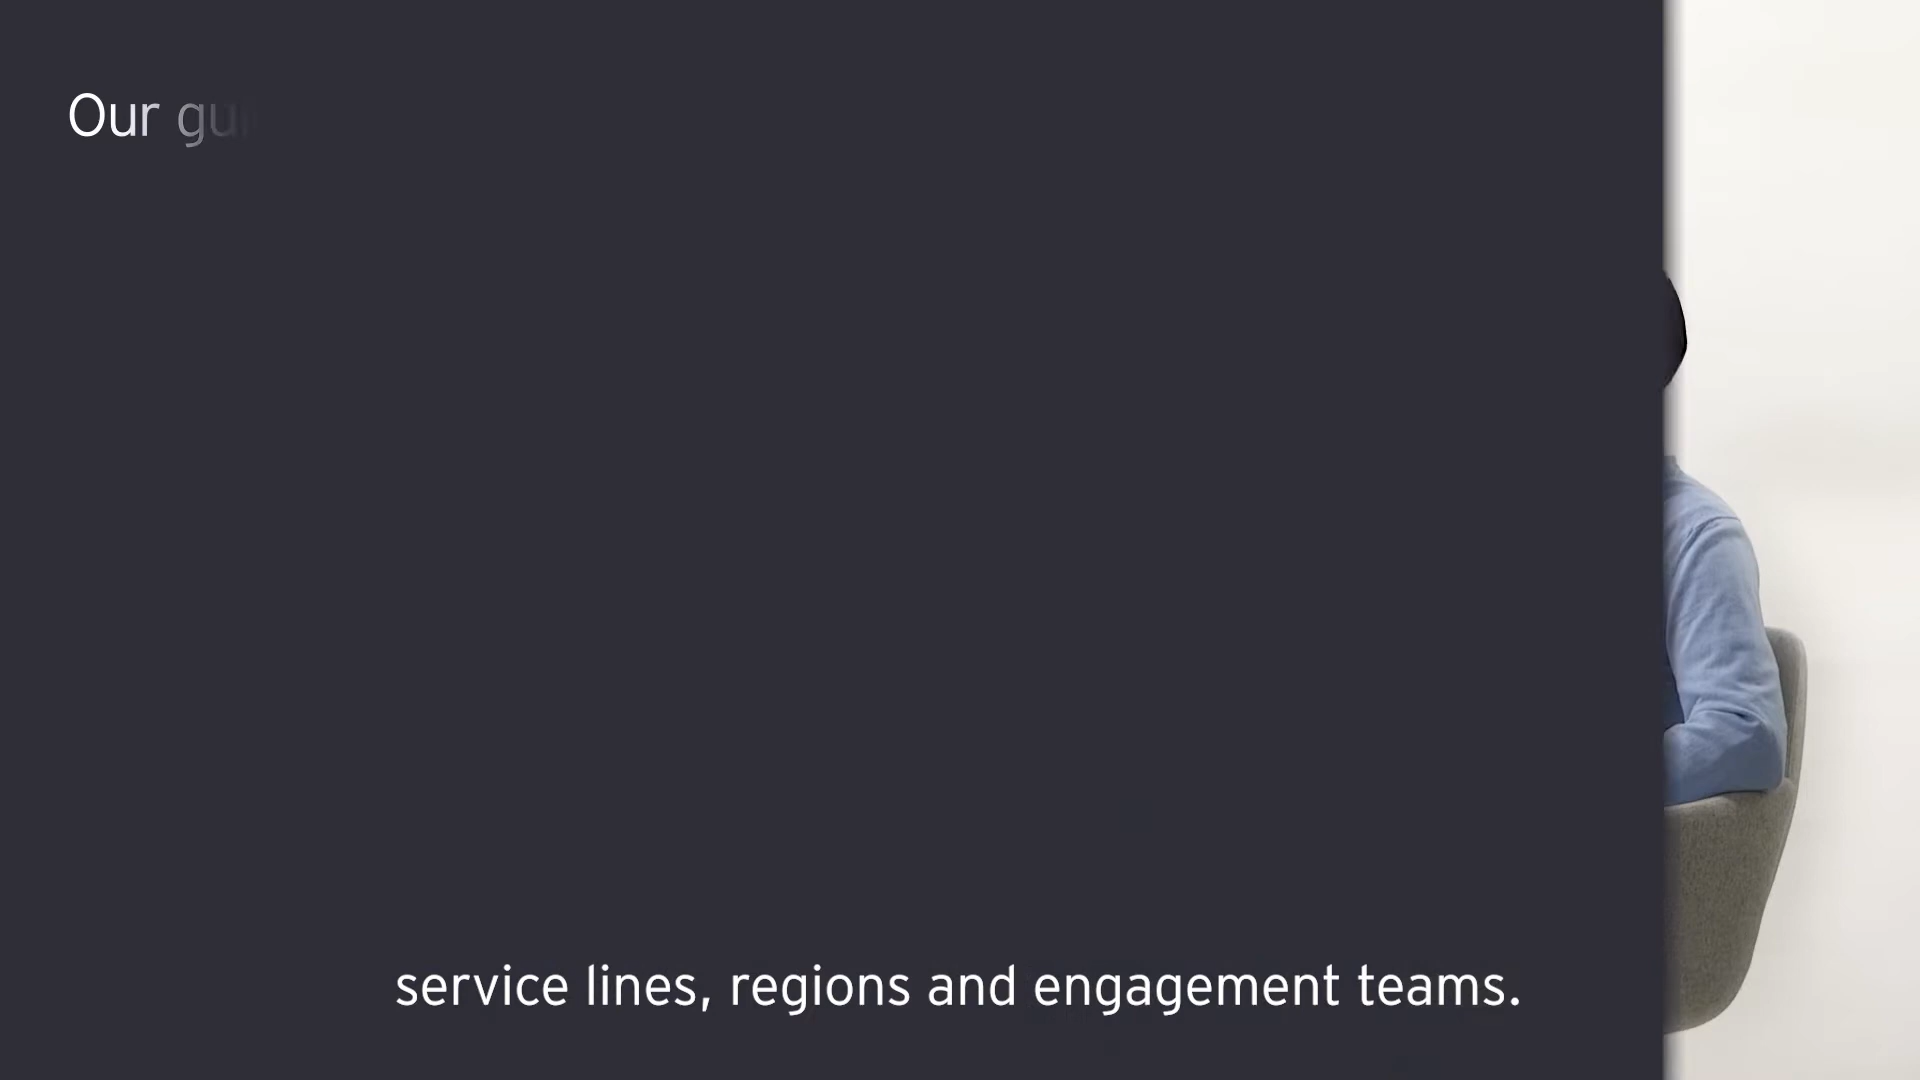 Our
service lines, regions and engagement teams.